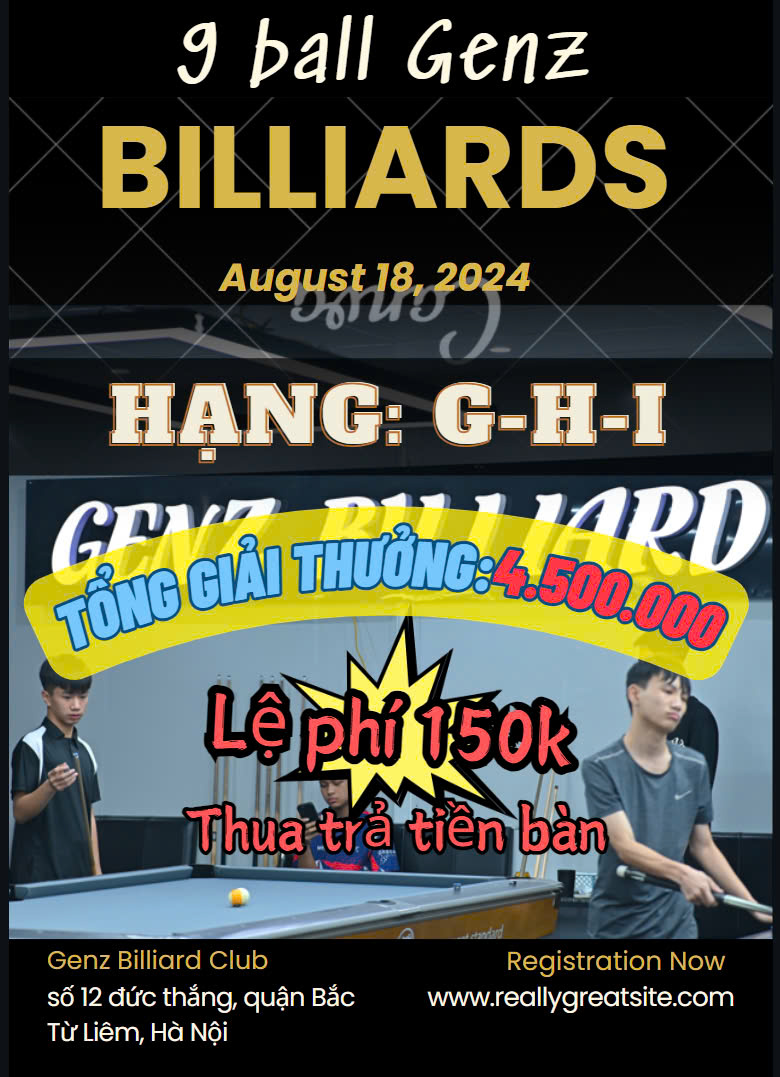 9 ball Genz
BILLIARDS
August 18, 2024
Genz
HẠNG: G-H-I
GENZ BILLIARD
TỔNG GIẢI THƯỞNG:4.500.000
Lệ phí 150k
Thua trả tiền bàn
standard
Genz Billiard Club
Registration Now
số 12 đức thắng, quận Bắc
www.reallygreatsite.com
Từ Liêm, Hà Nội